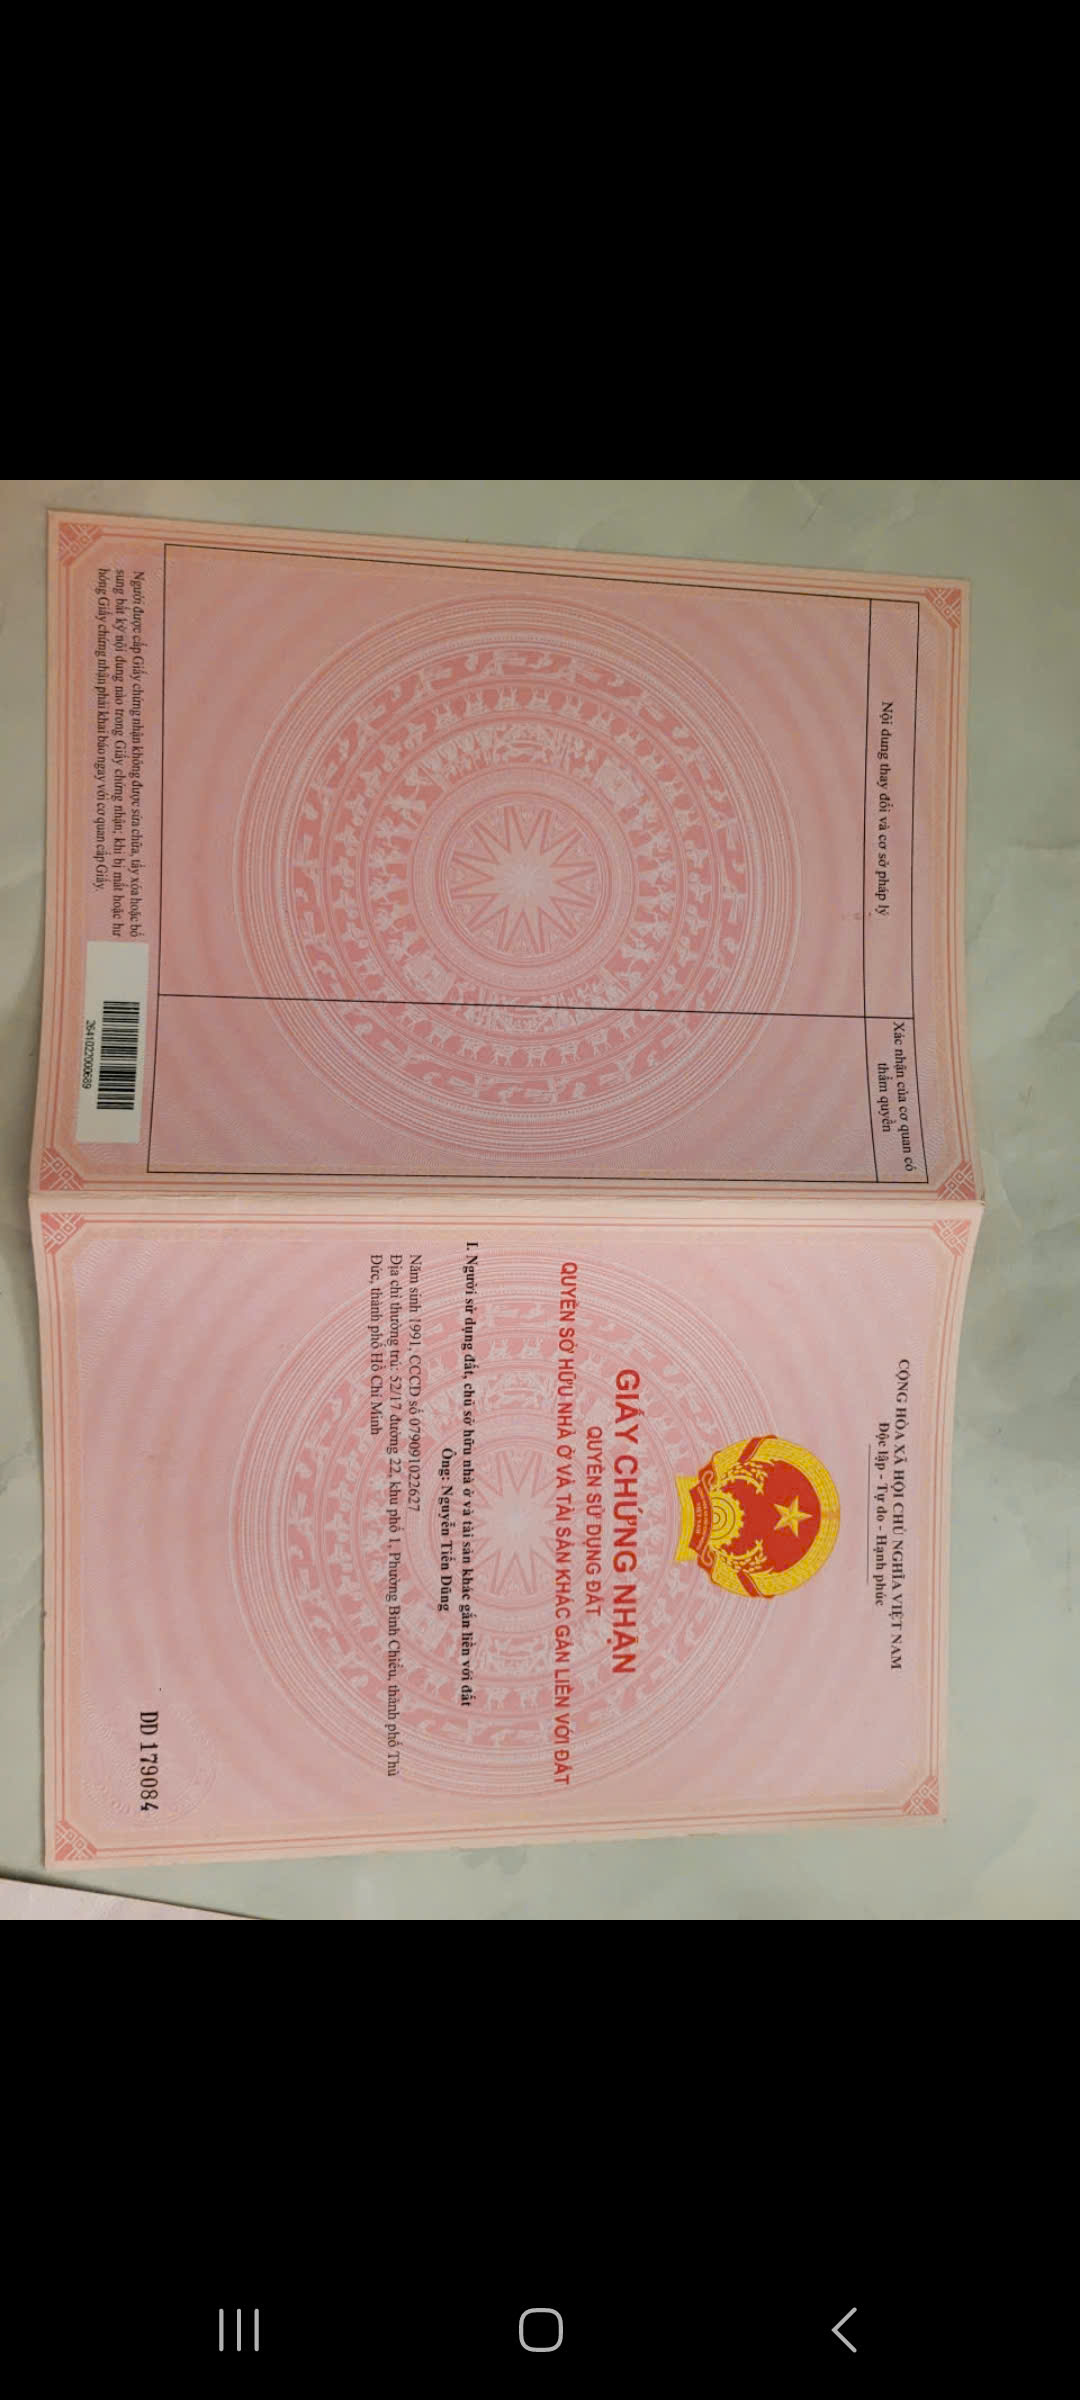 Nội dung thay đổi và cơ sở pháp lý
Xác nhận của cơ quan có
thẩm quyền
Người được cấp Giấy chứng nhận không được sửa chữa, tẩy xóa hoặc bổ
sung bất kỳ nội dung nào trong Giấy chứng nhận; khi bị mất hoặc hư
hỏng Giấy chứng nhận phải khai báo ngay với cơ quan cấp Giấy.
2641022000689
CỘNG HÒA XÃ HỘI CHỦ NGHĨA VIỆT NAM
Độc lập - Tự do - Hạnh phúc
VIỆT NAM
GIẤY CHỨNG NHẬN
QUYỀN SỬ DỤNG ĐẤT
QUYỀN SỞ HỮU NHÀ Ở VÀ TÀI SẢN KHÁC GẮN LIỀN VỚI ĐẤT
I. Người sử dụng đất, chủ sở hữu nhà ở và tài sản khác gắn liền với đất
Ông: Nguyễn Tiến Dũng
Năm sinh 1991, CCCD số 079091022627
Địa chỉ thường trú: 52/17 đường 22, khu phố 1, Phường Bình Chiểu, thành phố Thủ
Đức, thành phố Hồ Chí Minh
DD 179084